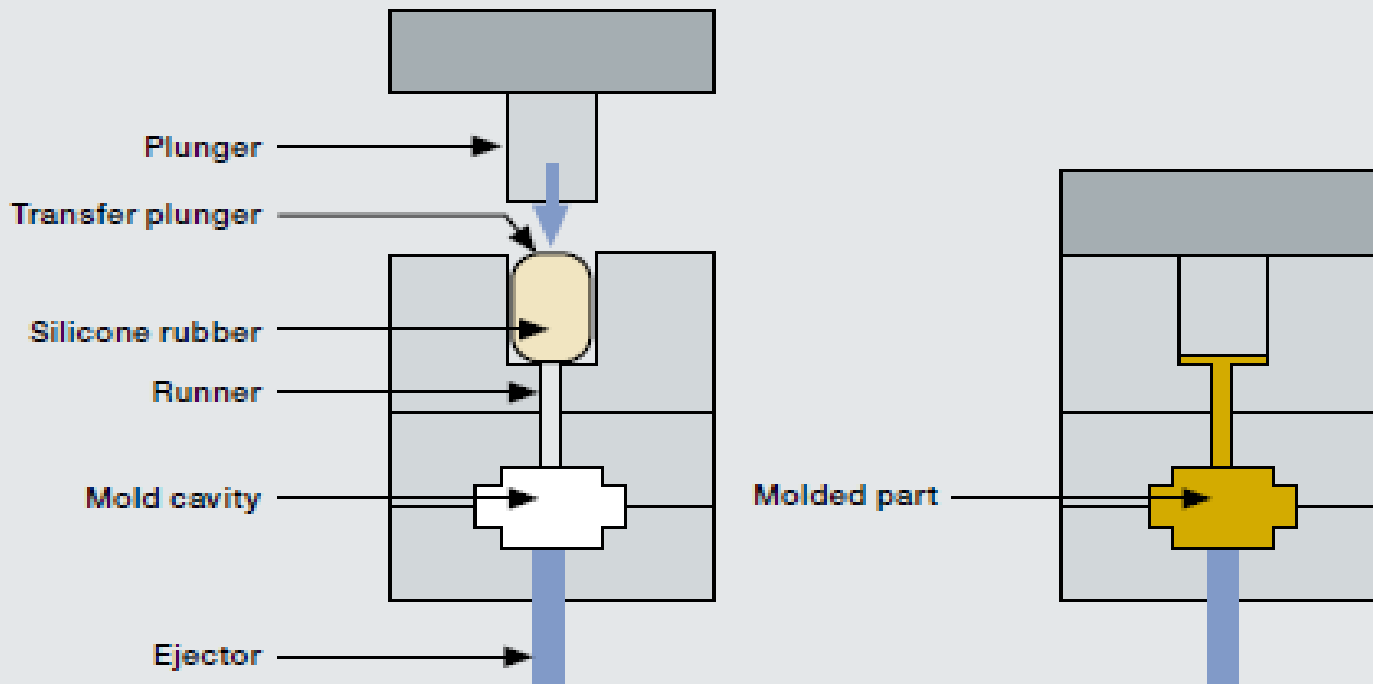 Plunger
Transfer plunger
Silicone rubber
Runner
Mold cavity
Molded part
Ejector